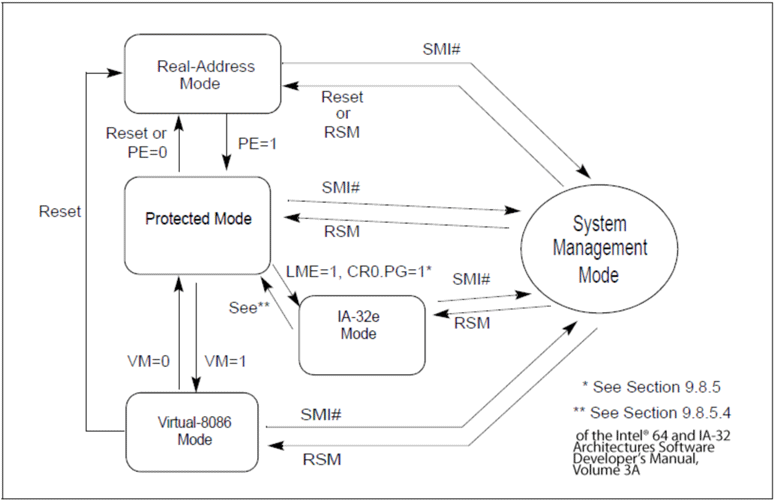 SMI#
Real-Address
Mode
Reset
or
RSM
Reset or
PE=0
PE=1
SMI#
Reset
Protected Mode
RSM
System
Management
Mode
LME=1, CR0.PG=1*
SMI#
See**
IA-32e
Mode
RSM
VM=0
VM=1
* See Section 9.8.5
Virtual-8086
Mode
SMI#
** See Section 9.8.5.4
RSM
of the Intel® 64 and IA-32
Architectures Software
Developer's Manual,
Volume 3A